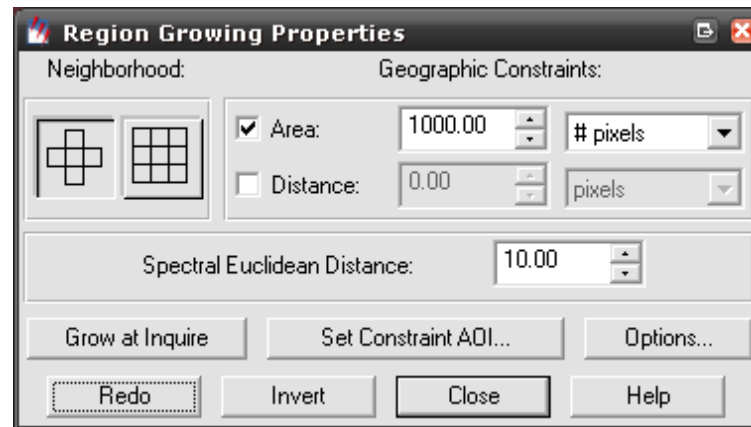 Region Growing Properties
Neighborhood: Geographic Constraints:
Area: 1000.00 # pixels
Distance: 0.00 pixels
Spectral Euclidean Distance: 10.00
Grow at Inquire Set Constraint AOI... Options...
Redo Invert Close Help